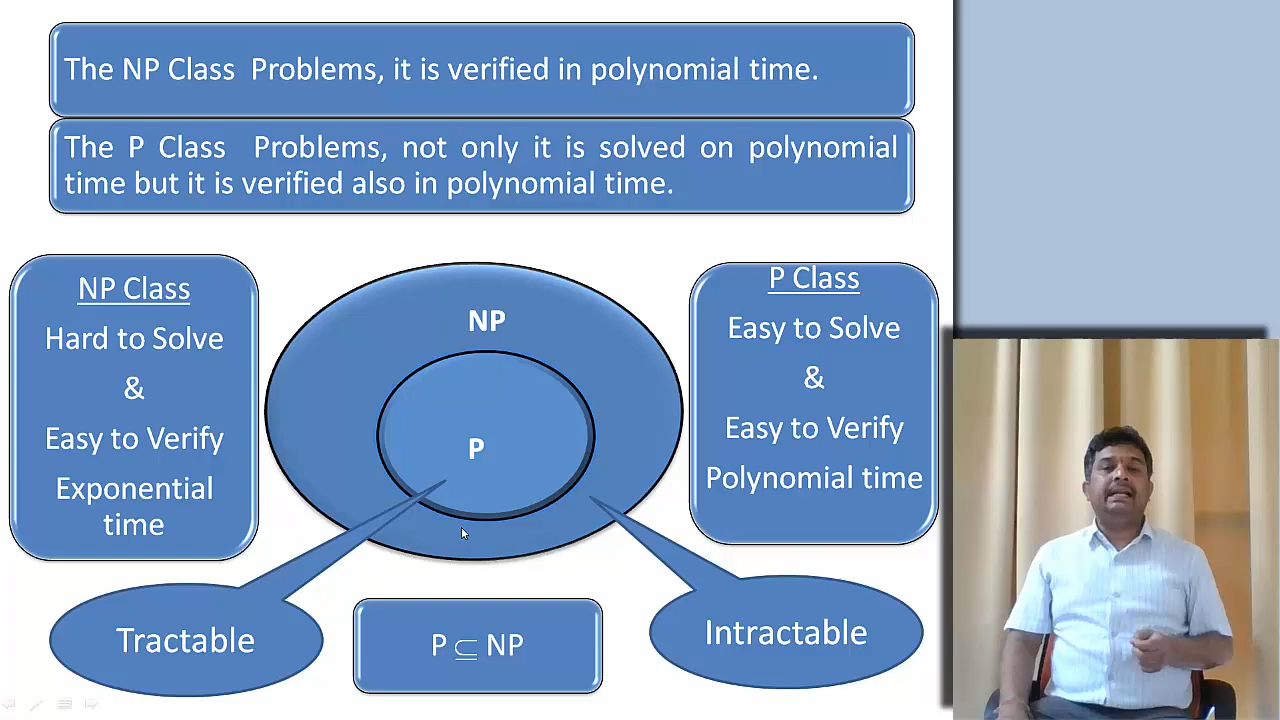 The NP Class Problems, it is verified in polynomial time.
The P Class Problems, not only it is solved on polynomial
time but it is verified also in polynomial time.
NP Class
Hard to Solve
&
Easy to Verify
Exponential
time
NP
P
P Class
Easy to Solve
&
Easy to Verify
Polynomial time
Tractable
P ⊆ NP
Intractable